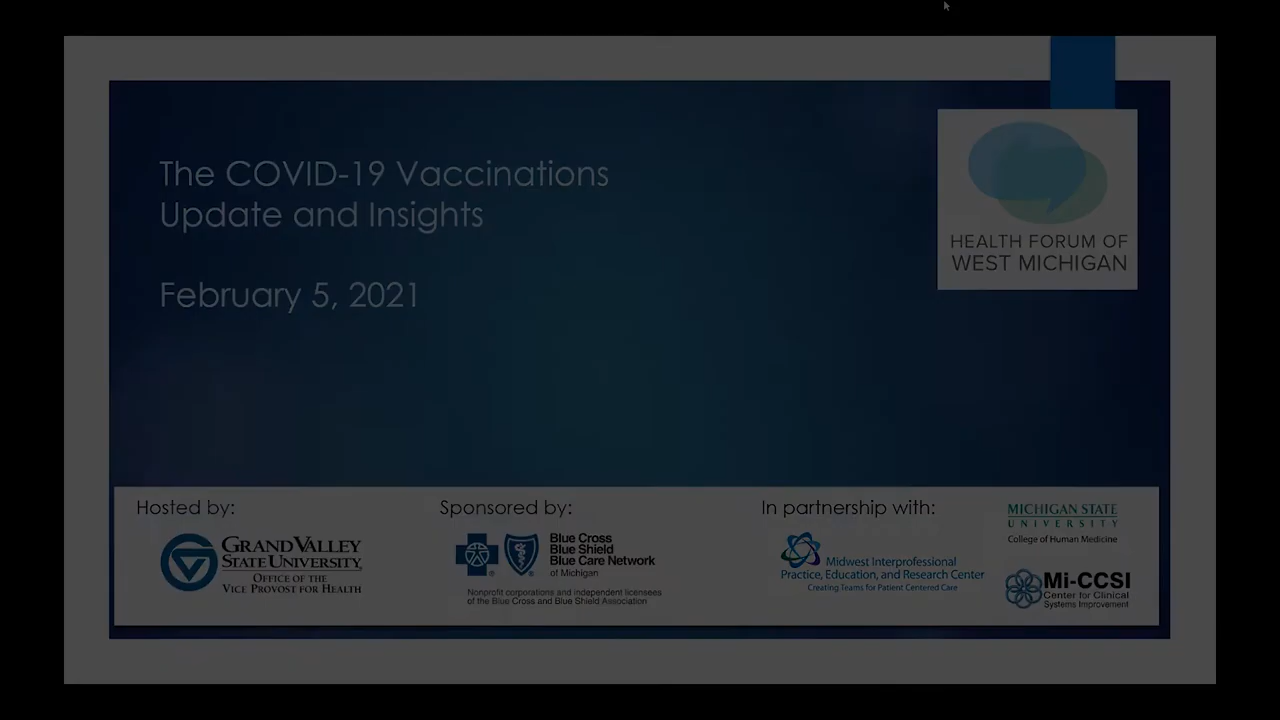 The COVID-19 Vaccinations
Update and Insights
February 5, 2021
HEALTH FORUM OF
WEST MICHIGAN
Hosted by:
GRAND VALLEY
STATE UNIVERSITY
OFFICE OF THE
VICE PROVOST FOR HEALTH
Sponsored by:
Blue Cross
Blue Shield
Blue Care Network
of Michigan
Nonprofit corporations and independent licensees
of the Blue Cross and Blue Shield Association
In partnership with:
Midwest Interprofessional
Practice, Education, and Research Center
Creating Teams for Patient Centered Care
MICHIGAN STATE
UNIVERSITY
College of Human Medicine
Mi-CCSI
Center for Clinical
Systems Improvement